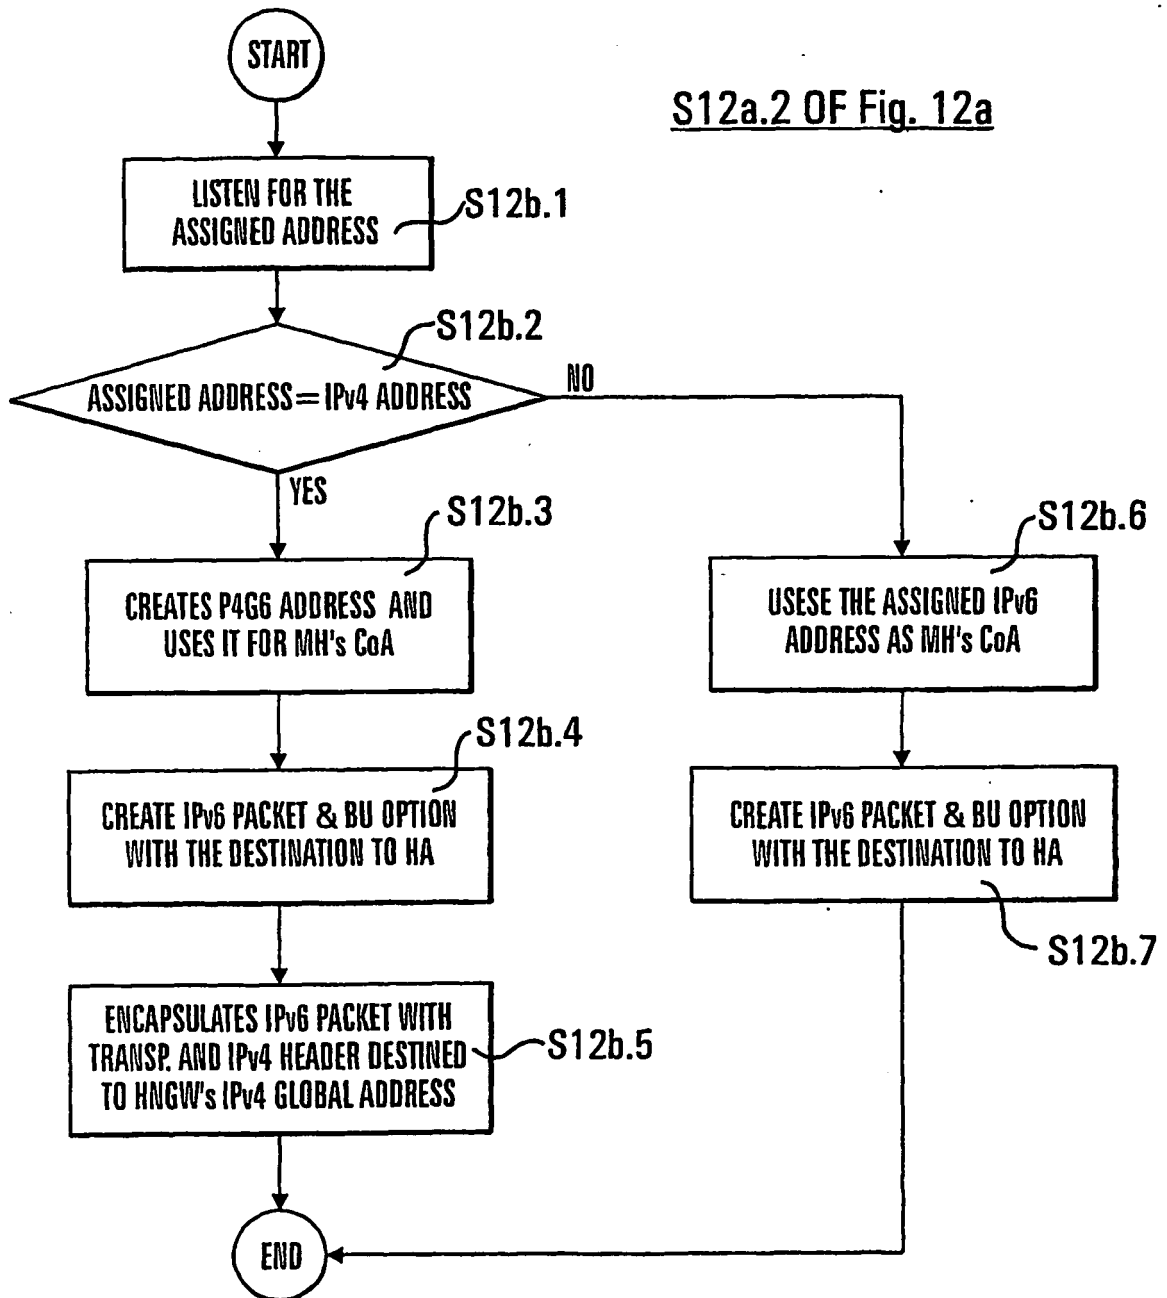 START
S12a.2 OF Fig. 12a
LISTEN FOR THE
ASSIGNED ADDRESS
S12b.1
S12b.2
ASSIGNED ADDRESS = IPv4 ADDRESS
NO
YES
S12b.3
CREATES P4G6 ADDRESS AND
USES IT FOR MH's CoA
S12b.6
USESE THE ASSIGNED IPv6
ADDRESS AS MH's CoA
S12b.4
CREATE IPv6 PACKET & BU OPTION
WITH THE DESTINATION TO HA
CREATE IPv6 PACKET & BU OPTION
WITH THE DESTINATION TO HA
S12b.7
ENCAPSULATES IPv6 PACKET WITH
TRANSP. AND IPv4 HEADER DESTINED
TO HNGW's IPv4 GLOBAL ADDRESS
S12b.5
END